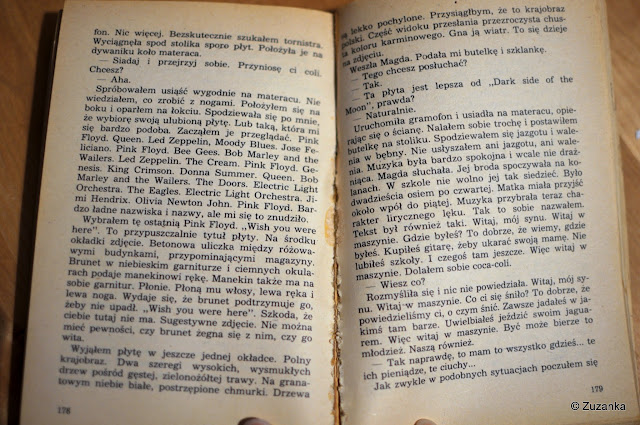 fon. Nic więcej. Bezskutecznie szukałem tornistra.
Wyciągnęła spod stolika sporo płyt. Położyła je na
dywaniku koło materaca.
— Siadaj i przejrzyj sobie. Przyniosę ci coli.
Chcesz?
— Aha.
Spróbowałem usiąść wygodnie na materacu. Nie
wiedziałem, co zrobić z nogami. Położyłem się na
boku i oparłem na łokciu. Spodziewała się po mnie,
że wybiorę swoją ulubioną płytę. Lub taką, która mi
się bardzo podoba. Zacząłem je przeglądać. Pink
Floyd. Queen. Led Zeppelin, Moody Blues. Jose Fe-
liciano. Pink Floyd. Bee Gees. Bob Marley and the
Wailers. Led Zeppelin. The Cream. Pink Floyd. Ge-
nesis. King Crimson. Donna Summer. Queen. Bob
Marley and the Wailers. The Doors. Electric Light
Orchestra. The Eagles. Electric Light Orchestra. Ji-
mi Hendrix. Olivia Newton John. Pink Floyd. Bar-
dzo ładne nazwiska i nazwy, ale mi się to znudziło.
Wybrałem tę ostatnią Pink Floyd. „Wish you were
here". To przypuszczalnie tytuł płyty. Na środku
okładki zdjęcie. Betonowa uliczka między różowa-
wymi budynkami, przypominającymi magazyny.
Brunet w niebieskim garniturze i ciemnych okula-
rach podaje manekinowi rękę. Manekin także ma na
sobie garnitur. Płonie. Płoną mu włosy, lewa ręka i
lewa noga. Wydaje się, że brunet podtrzymuje go,
żeby nie upadł. „Wish you were here". Szkoda, że
ciebie tutaj nie ma. Sugestywne zdjęcie. Nie można
mieć pewności, czy brunet żegna się z nim, czy go
wita.
Wyjąłem płytę w jeszcze jednej okładce. Polny
krajobraz. Dwa szeregi wysokich, wysmukłych
drzew pośród gęstej, zielonożółtej trawy. Na grana-
towym niebie białe, postrzępione chmurki. Drzewa
178
są lekko pochylone. Przysiągłbym, że to krajobraz
polski. Część widoku przesłania przezroczysta chus-
ta koloru karminowego. Gna ją wiatr. To się dzieje
na zdjęciu.
Weszła Magda. Podała mi butelkę i szklankę.
— Tego chcesz posłuchać?
— Tak.
— Ta płyta jest lepsza od „Dark side of the
Moon", prawda?
— Naturalnie.
Uruchomiła gramofon i usiadła na materacu, opie-
rając się o ścianę. Nalałem sobie trochę i postawiłem
butelkę na stoliku. Spodziewałem się jazgotu i wale-
nia w bębny. Nie usłyszałem ani jazgotu, ani wale-
nia. Muzyka była bardzo spokojna i wcale nie draż-
niąca. Magda słuchała. Jej broda spoczywała na ko-
lanach. W szkole nie wolno jej tak siedzieć. Było
dwadzieścia osiem po czwartej. Matka miała przyjść
około wpół do piątej. Muzyka przybrała teraz cha-
rakter lirycznego lęku. Tak to sobie nazwałem.
Tekst był również taki. Witaj, mój synu. Witaj w
maszynie. Gdzie byłeś? To dobrze, że wiemy, gdzie
byłeś. Kupiłeś gitarę, żeby ukarać swoją mamę. Nie
lubiłeś szkoły. I czegoś tam jeszcze. Więc witaj w
maszynie. Dolałem sobie coca-coli.
— Wiesz co?
Rozmyśliła się i nic nie powiedziała. Witaj, mój sy-
nu. Witaj w maszynie. Co ci się śniło? To dobrze, że
powiedzieliśmy ci, o czym śnić. Zawsze jadałeś w ja-
kimś tam barze. Uwielbiałeś jeździć swoim jagua-
rem. Więc witaj w maszynie. Być może bierze to
młodzież. Naszą również.
— Tak naprawdę, to mam to wszystko gdzieś... te
ich pieniądze, te ciuchy...
Jak zwykle w podobnych sytuacjach poczułem się
179
© Zuzanka